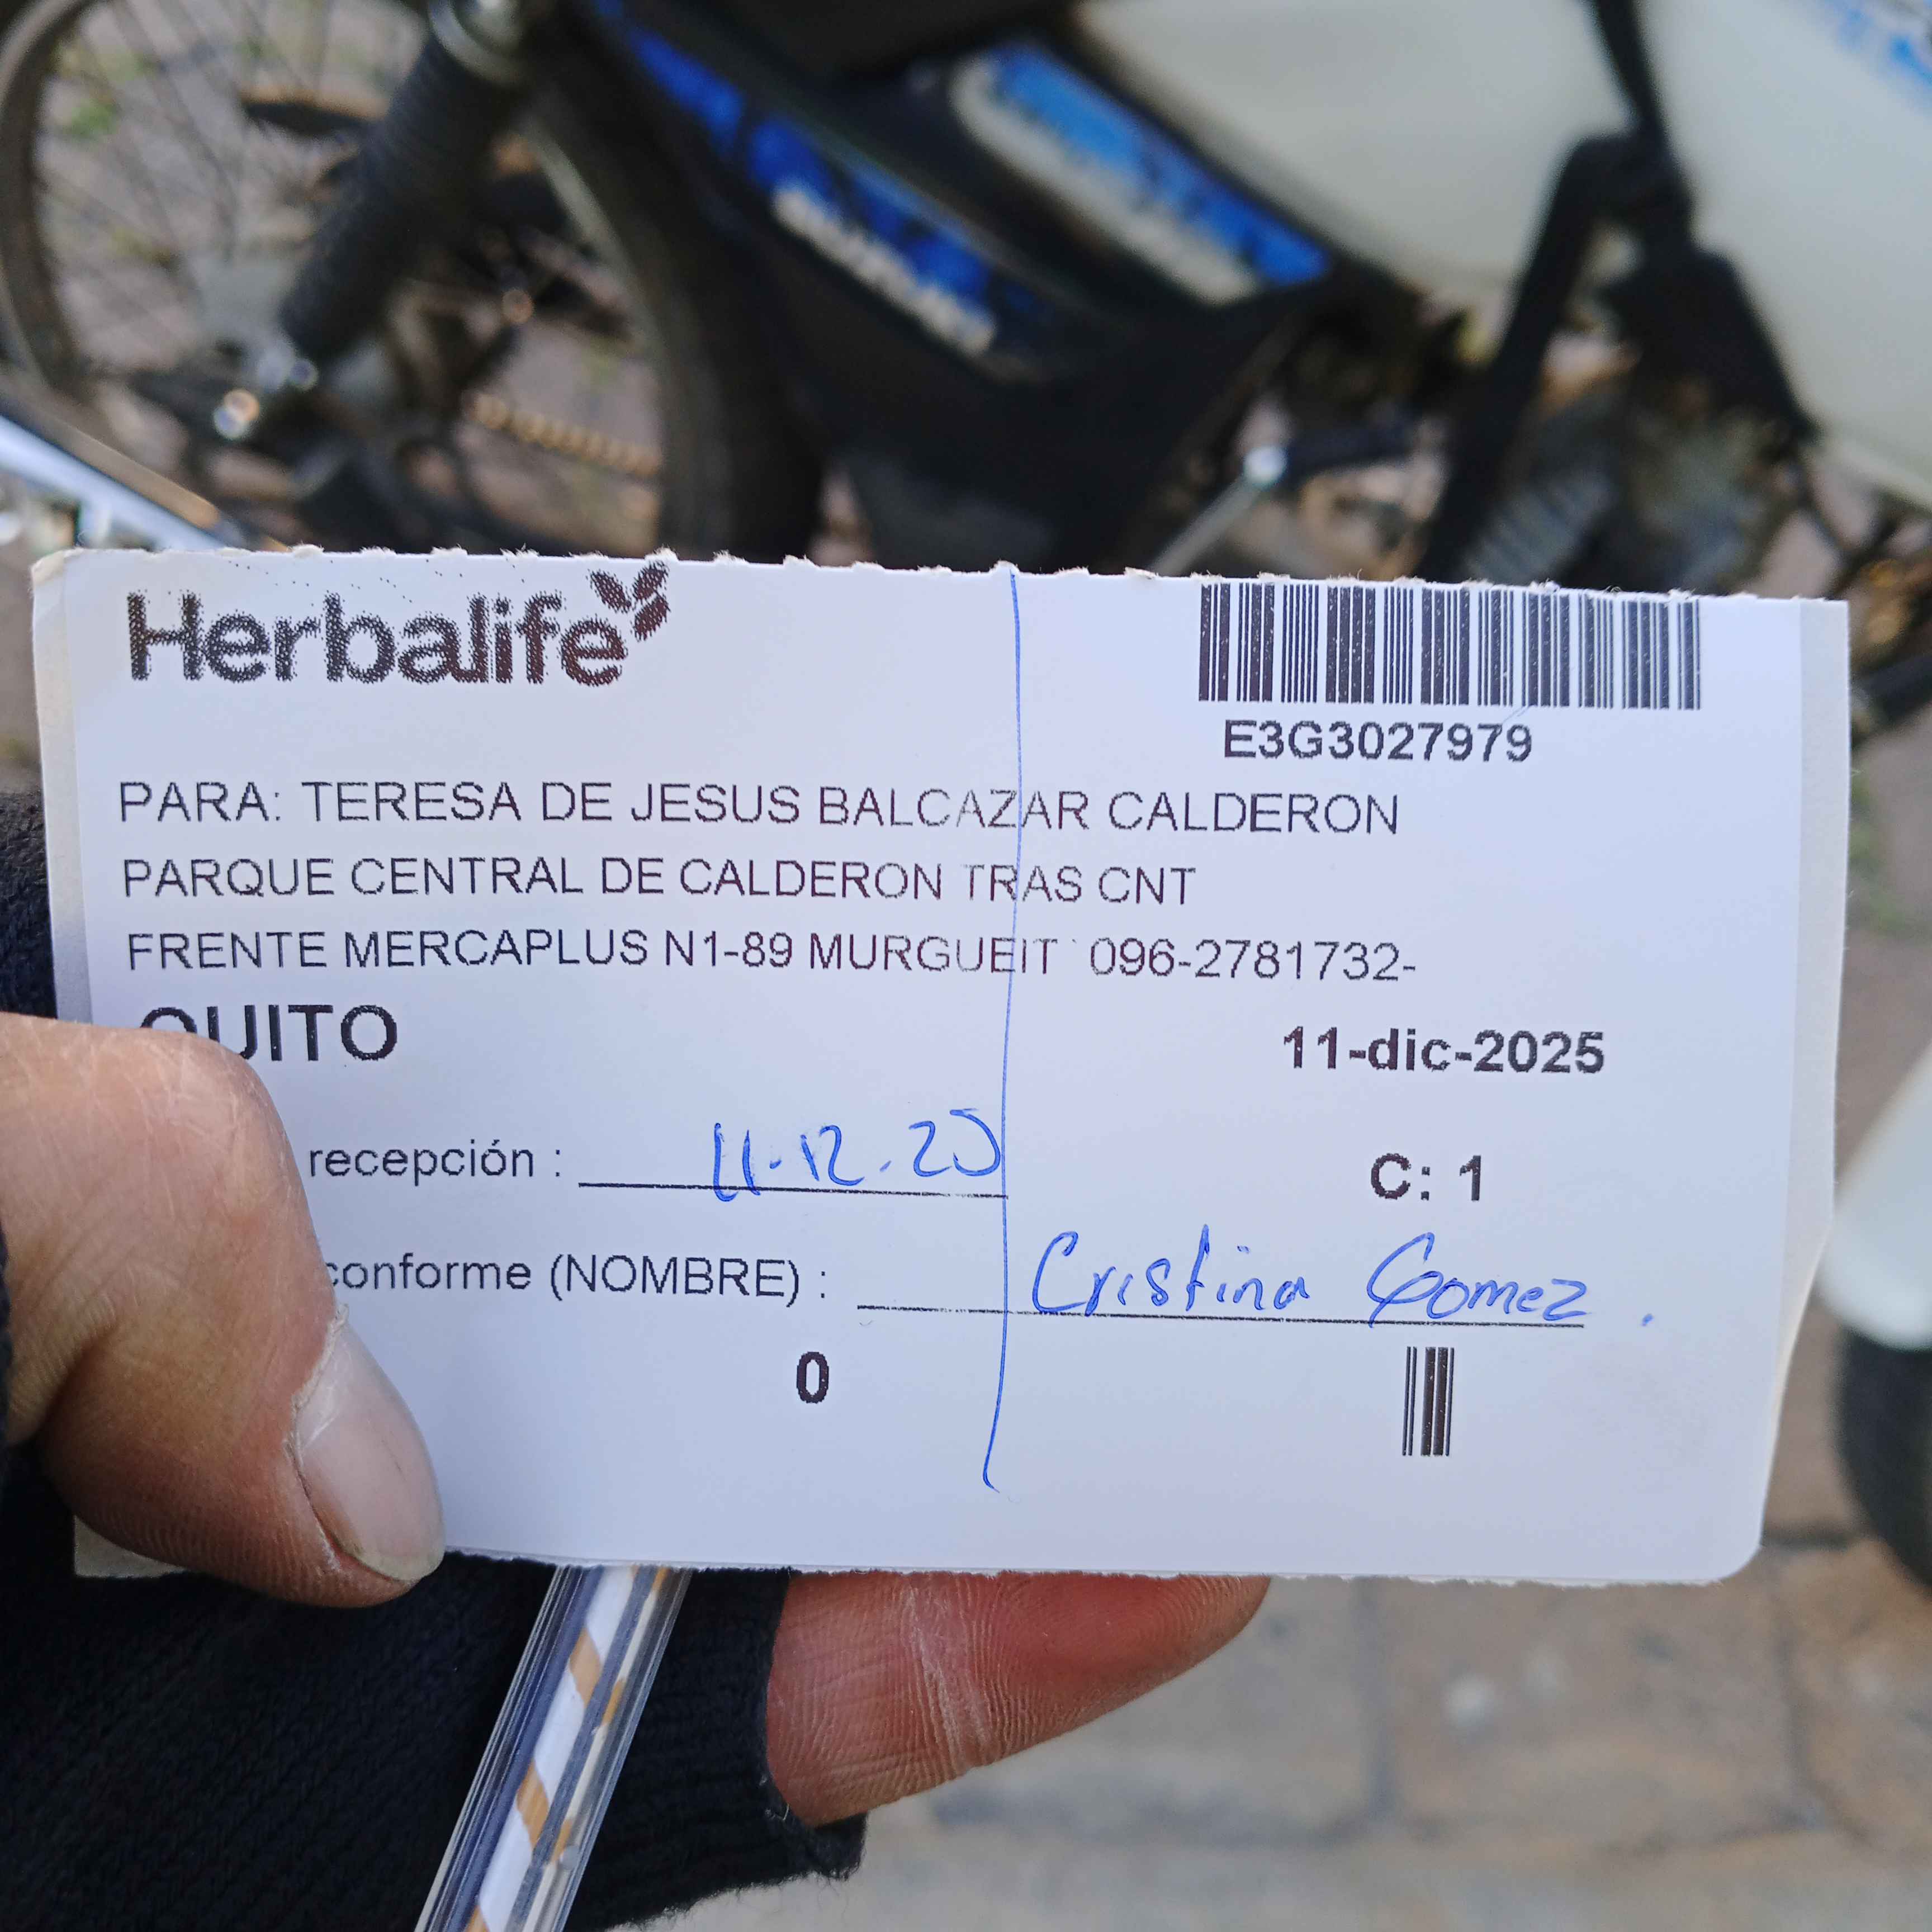 Herbalife
E3G3027979
PARA: TERESA DE JESUS BALCAZAR CALDERON
PARQUE CENTRAL DE CALDERON TRAS CNT
FRENTE MERCAPLUS N1-89 MURGUEIT 096-2781732-
QUITO
11-dic-2025
recepción : 11.12.25
C: 1
conforme (NOMBRE) : Cristina Gomez.
0